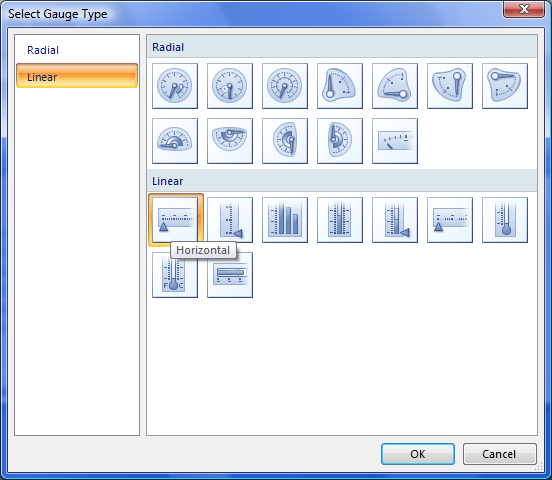 Select Gauge Type
Radial
Linear
Radial
Linear
Horizontal
F C
OK
Cancel